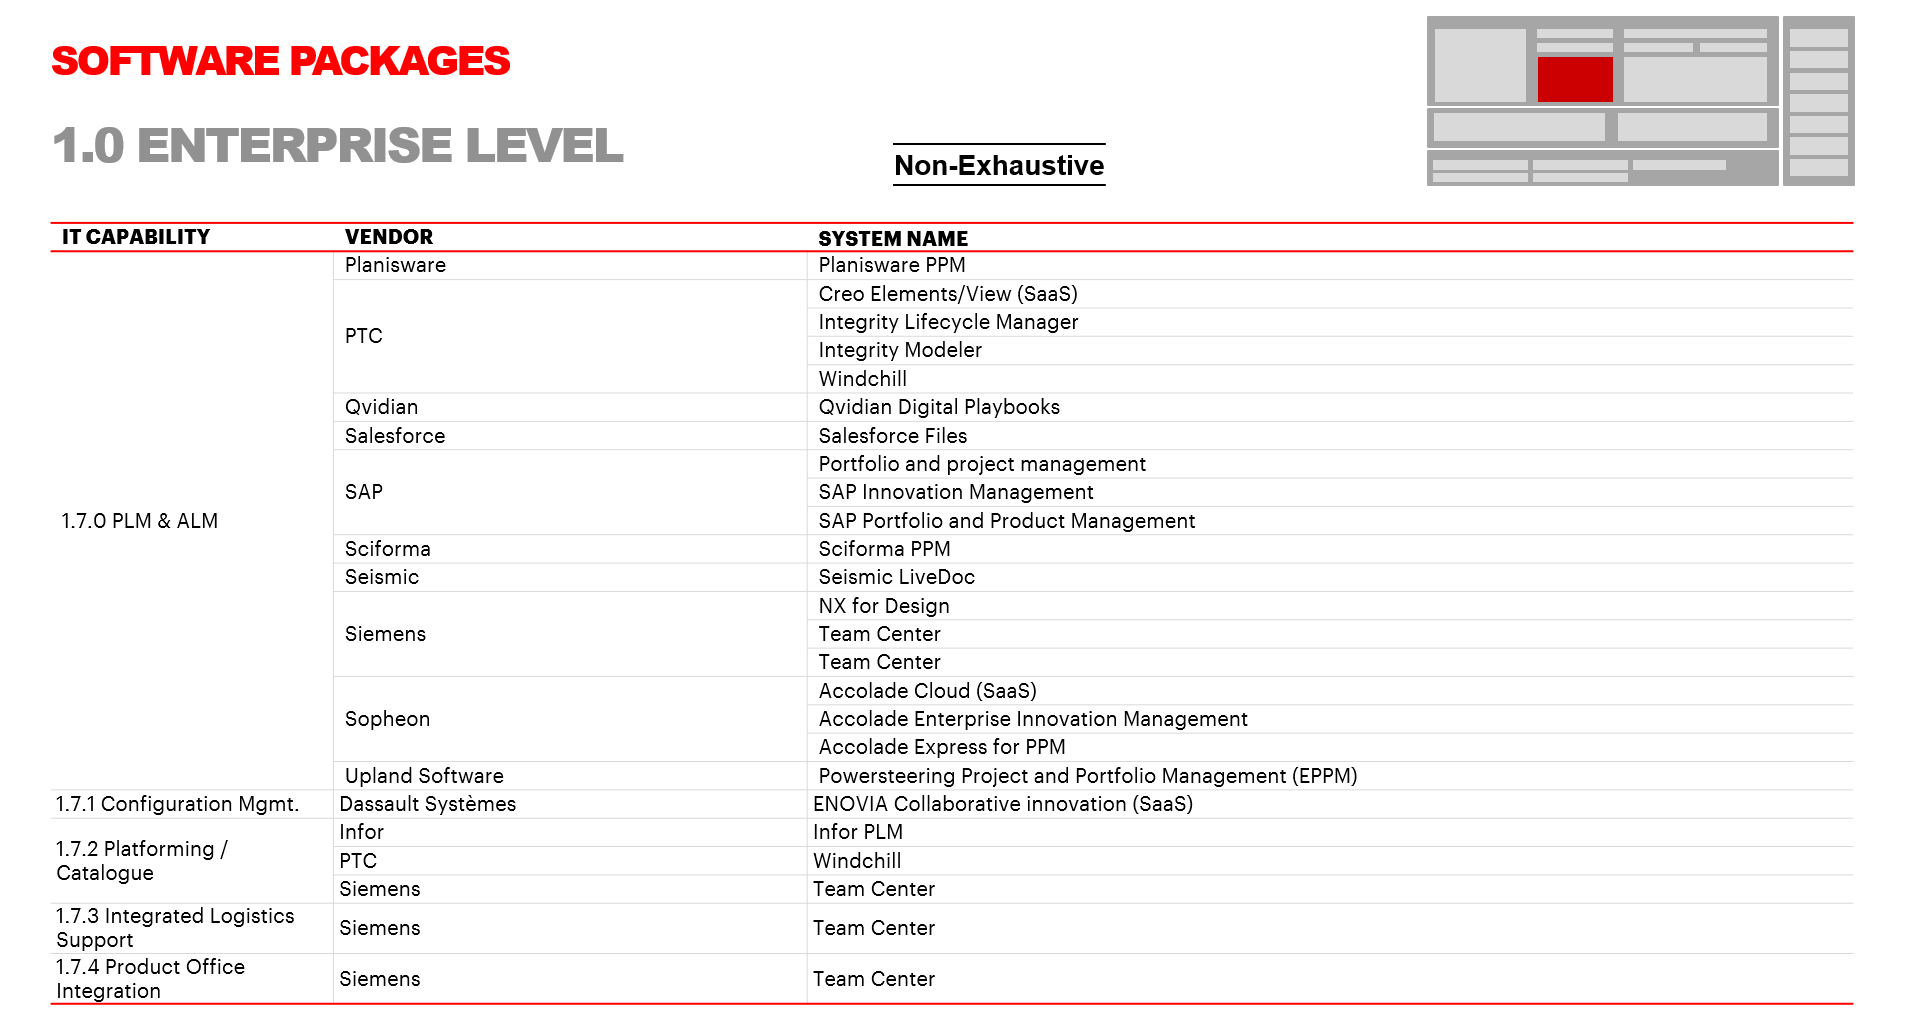 SOFTWARE PACKAGES
1.0 ENTERPRISE LEVEL
Non-Exhaustive
IT CAPABILITY VENDOR SYSTEM NAME
Planisware Planisware PPM
Creo Elements/View (SaaS)
Integrity Lifecycle Manager
PTC
Integrity Modeler
Windchill
Qvidian Qvidian Digital Playbooks
Salesforce Salesforce Files
Portfolio and project management
SAP SAP Innovation Management
1.7.0 PLM & ALM SAP Portfolio and Product Management
Sciforma Sciforma PPM
Seismic Seismic LiveDoc
NX for Design
Siemens Team Center
Team Center
Accolade Cloud (SaaS)
Sopheon Accolade Enterprise Innovation Management
Accolade Express for PPM
Upland Software Powersteering Project and Portfolio Management (EPPM)
1.7.1 Configuration Mgmt. Dassault Systèmes ENOVIA Collaborative innovation (SaaS)
1.7.2 Platforming /
Catalogue
Infor Infor PLM
PTC Windchill
Siemens Team Center
1.7.3 Integrated Logistics
Support
Siemens Team Center
1.7.4 Product Office
Integration
Siemens Team Center